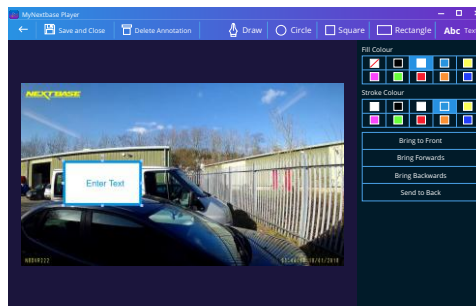 MyNextbase Player
Save and Close
Delete Annotation
Draw
Circle
Square
Rectangle
Abc Tex
Fill Colour
Stroke Colour
Bring to Front
Bring Forwards
Bring Backwards
Send to Back
NEXTBASE
Enter Text